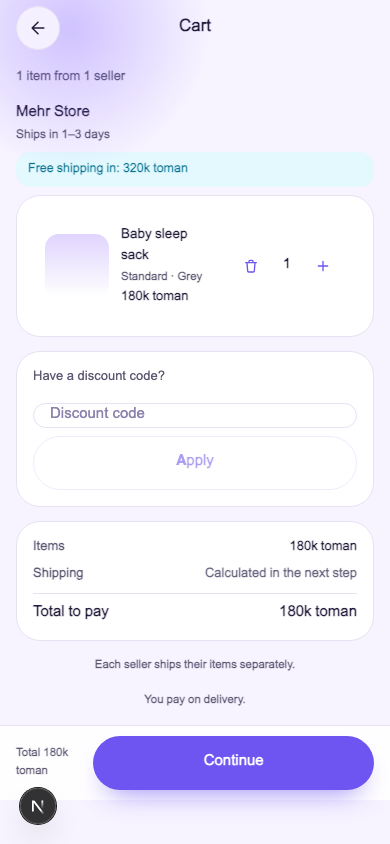 Cart
1 item from 1 seller
Mehr Store
Ships in 1–3 days
Free shipping in: 320k toman
Baby sleep
sack
Standard · Grey
180k toman
1
Have a discount code?
Discount code
Apply
Items 180k toman
Shipping Calculated in the next step
Total to pay 180k toman
Each seller ships their items separately.
You pay on delivery.
Total 180k
toman
Continue
N